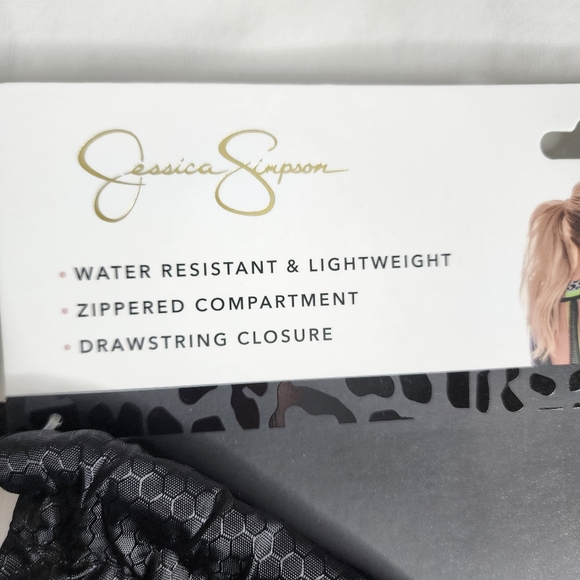 Jessica Simpson
• WATER RESISTANT & LIGHTWEIGHT
• ZIPPERED COMPARTMENT
• DRAWSTRING CLOSURE